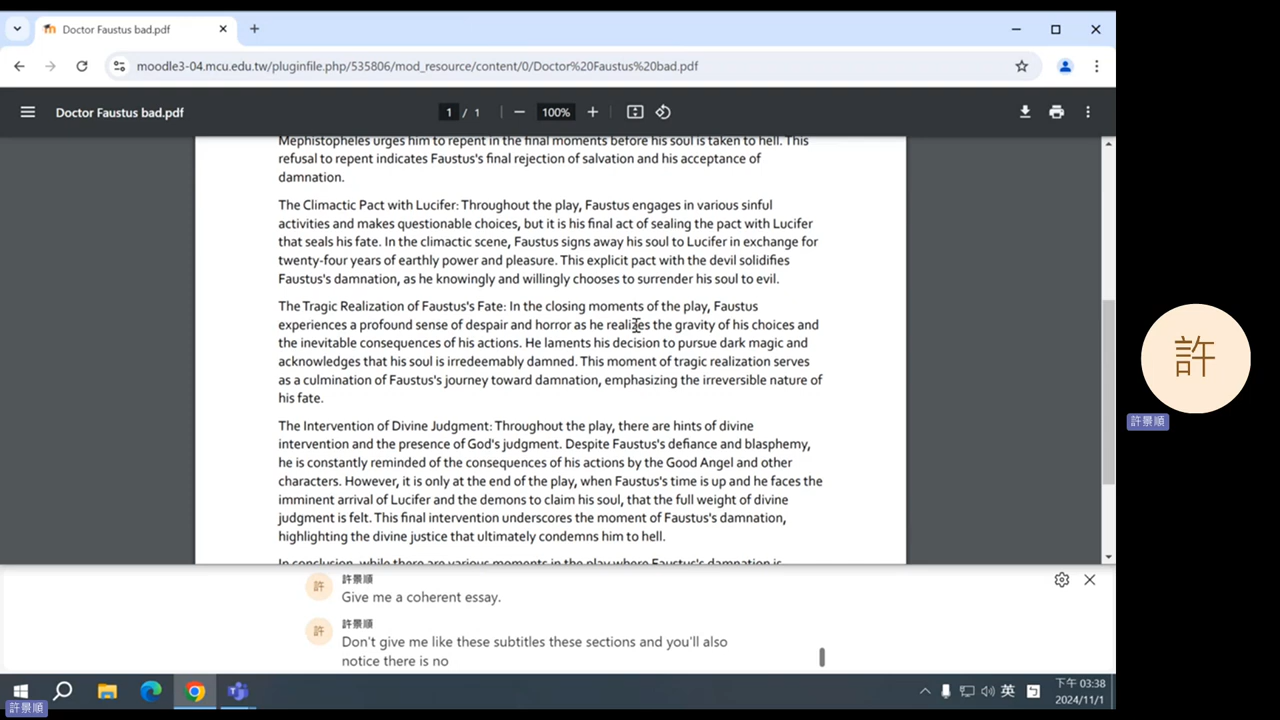 Doctor Faustus bad.pdf
moodle3-04.mcu.edu.tw/pluginfile.php/535806/mod_resource/content/0/Doctor%20Faustus%20bad.pdf
Doctor Faustus bad.pdf
1 / 1
100%
Mephistopheles urges him to repent in the final moments before his soul is taken to hell. This
refusal to repent indicates Faustus's final rejection of salvation and his acceptance of
damnation.
The Climactic Pact with Lucifer: Throughout the play, Faustus engages in various sinful
activities and makes questionable choices, but it is his final act of sealing the pact with Lucifer
that seals his fate. In the climactic scene, Faustus signs away his soul to Lucifer in exchange for
twenty-four years of earthly power and pleasure. This explicit pact with the devil solidifies
Faustus's damnation, as he knowingly and willingly chooses to surrender his soul to evil.
The Tragic Realization of Faustus's Fate: In the closing moments of the play, Faustus
experiences a profound sense of despair and horror as he realizes the gravity of his choices and
the inevitable consequences of his actions. He laments his decision to pursue dark magic and
acknowledges that his soul is irredeemably damned. This moment of tragic realization serves
as a culmination of Faustus's journey toward damnation, emphasizing the irreversible nature of
his fate.
The Intervention of Divine Judgment: Throughout the play, there are hints of divine
intervention and the presence of God's judgment. Despite Faustus's defiance and blasphemy,
he is constantly reminded of the consequences of his actions by the Good Angel and other
characters. However, it is only at the end of the play, when Faustus's time is up and he faces the
imminent arrival of Lucifer and the demons to claim his soul, that the full weight of divine
judgment is felt. This final intervention underscores the moment of Faustus's damnation,
highlighting the divine justice that ultimately condemns him to hell.
In conclusion, while there are various moments in the play where Faustus's damnation is
許
許景順
許
許景順
Give me a coherent essay.
許
許景順
Don't give me like these subtitles these sections and you'll also
notice there is no
英
下午 03:38
2024/11/1
許景順